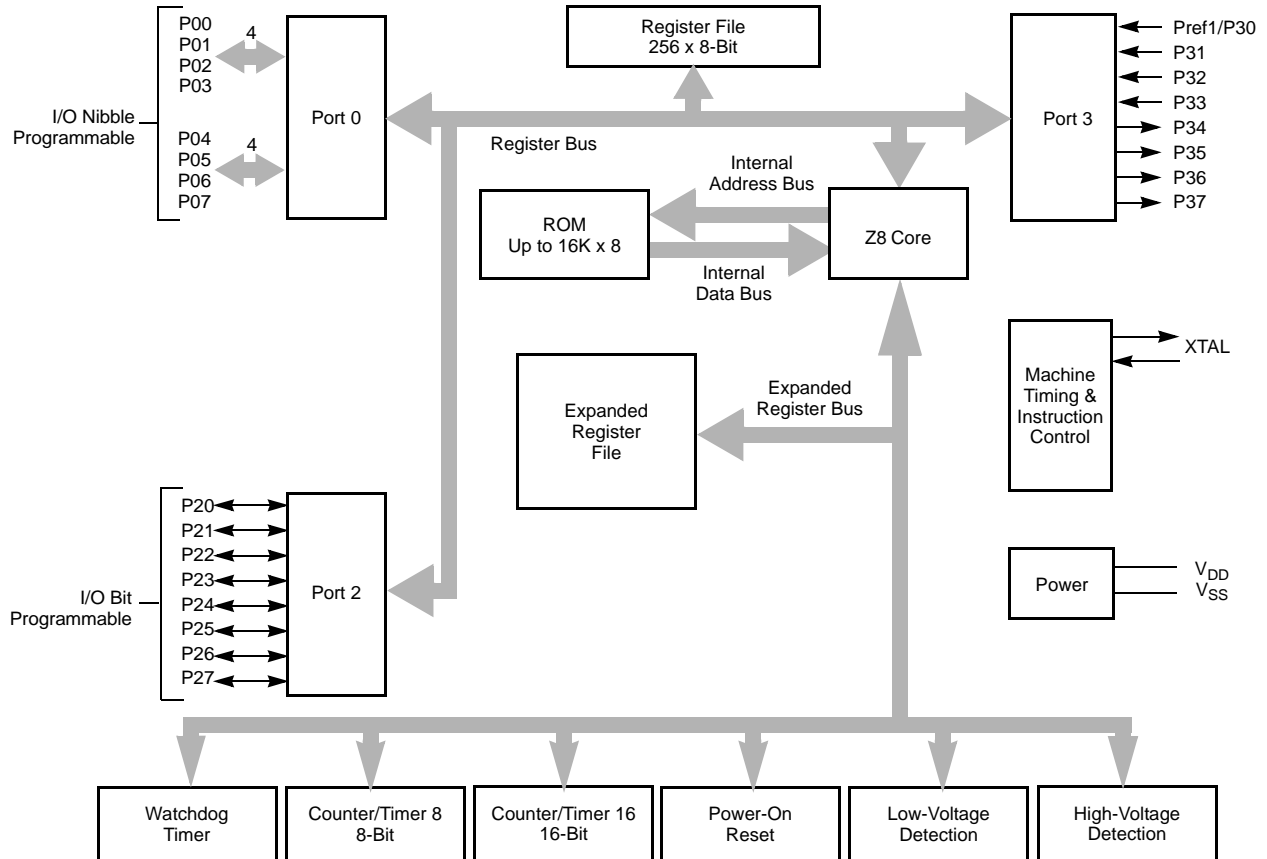 P00
P01
P02
P03
4
I/O Nibble
Programmable
P04
P05
P06
P07
4
Port 0
Register File
256 x 8-Bit
Register Bus
Port 3
Pref1/P30
P31
P32
P33
P34
P35
P36
P37
Internal
Address Bus
ROM
Up to 16K x 8
Z8 Core
Internal
Data Bus
Expanded
Register
File
Expanded
Register Bus
Machine
Timing &
Instruction
Control
XTAL
I/O Bit
Programmable
P20
P21
P22
P23
P24
P25
P26
P27
Port 2
Power
VDD
VSS
Watchdog
Timer
Counter/Timer 8
8-Bit
Counter/Timer 16
16-Bit
Power-On
Reset
Low-Voltage
Detection
High-Voltage
Detection